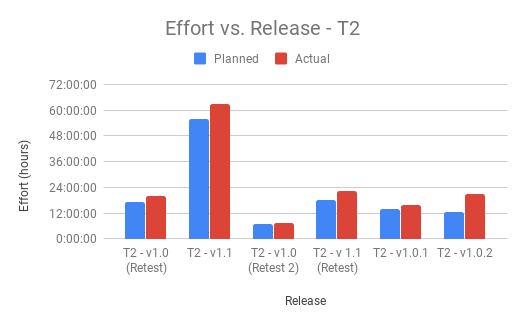 Effort vs. Release - T2
Planned
Actual
72:00:00
60:00:00
48:00:00
36:00:00
24:00:00
12:00:00
0:00:00
Effort (hours)
T2 - v1.0
(Retest)
T2 - v1.1
T2 - v1.0
(Retest 2)
T2 - v 1.1
(Retest)
T2 - v1.0.1
T2 - v1.0.2
Release